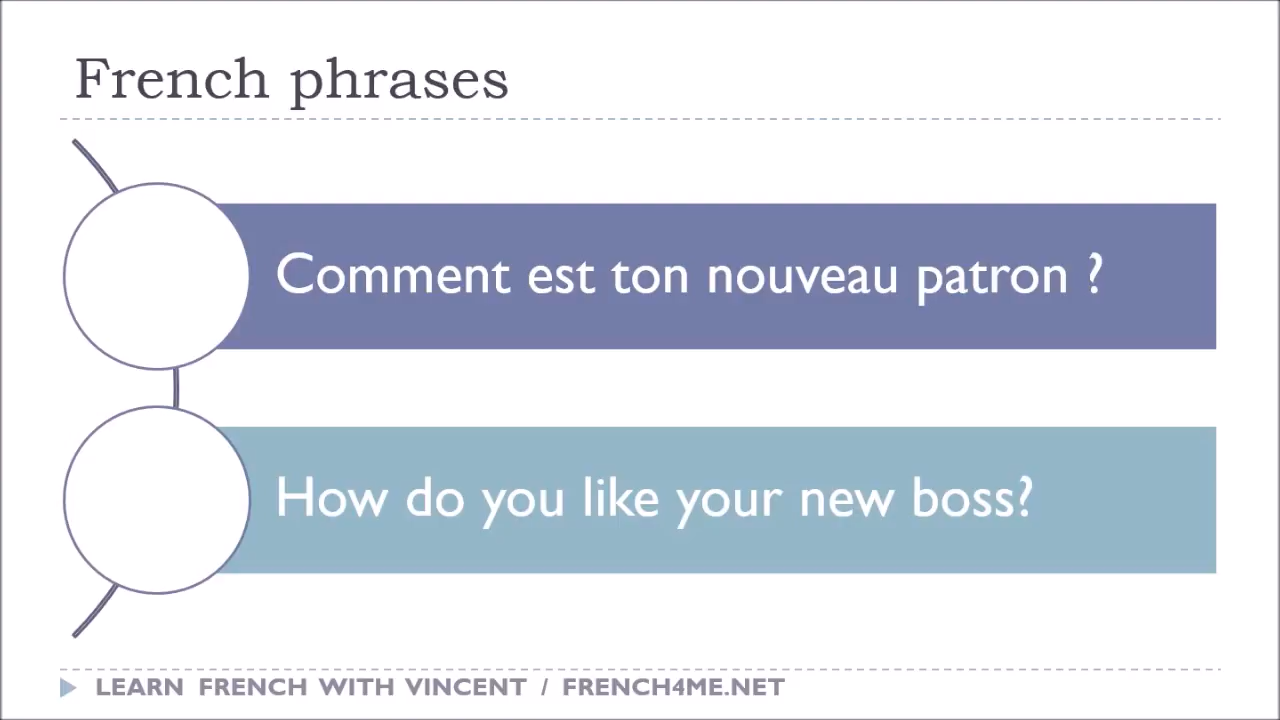 French phrases
Comment est ton nouveau patron ?
How do you like your new boss?
LEARN FRENCH WITH VINCENT / FRENCH4ME.NET